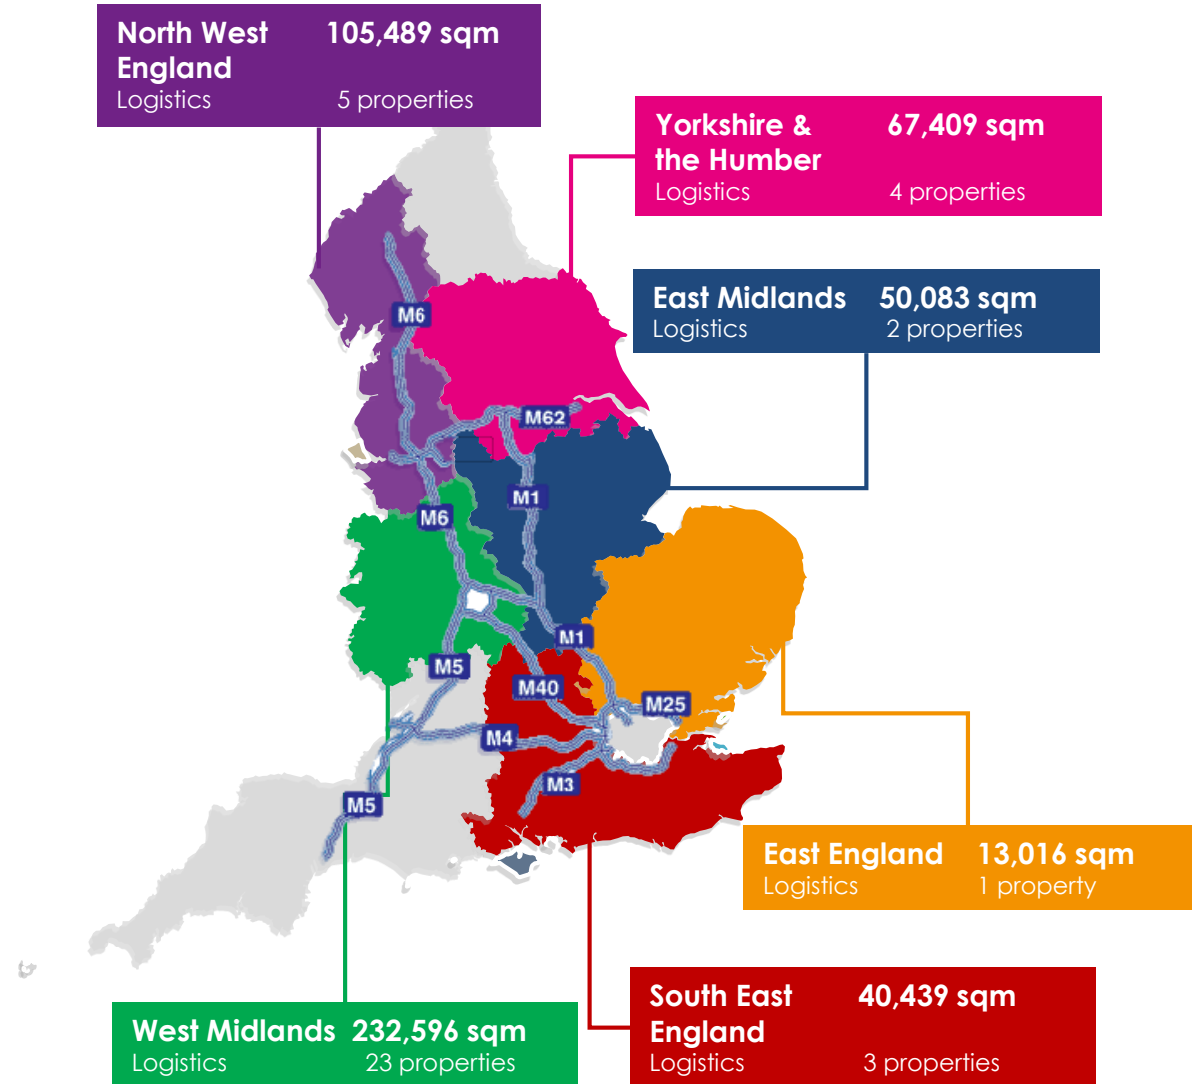 North West 105,489 sqm
England
Logistics 5 properties
Yorkshire & 67,409 sqm
the Humber
Logistics 4 properties
East Midlands 50,083 sqm
Logistics 2 properties
M6
M62
M1
M6
M1
M5
M40
M25
M4
M3
M5
East England 13,016 sqm
Logistics 1 property
South East 40,439 sqm
England
Logistics 3 properties
West Midlands 232,596 sqm
Logistics 23 properties